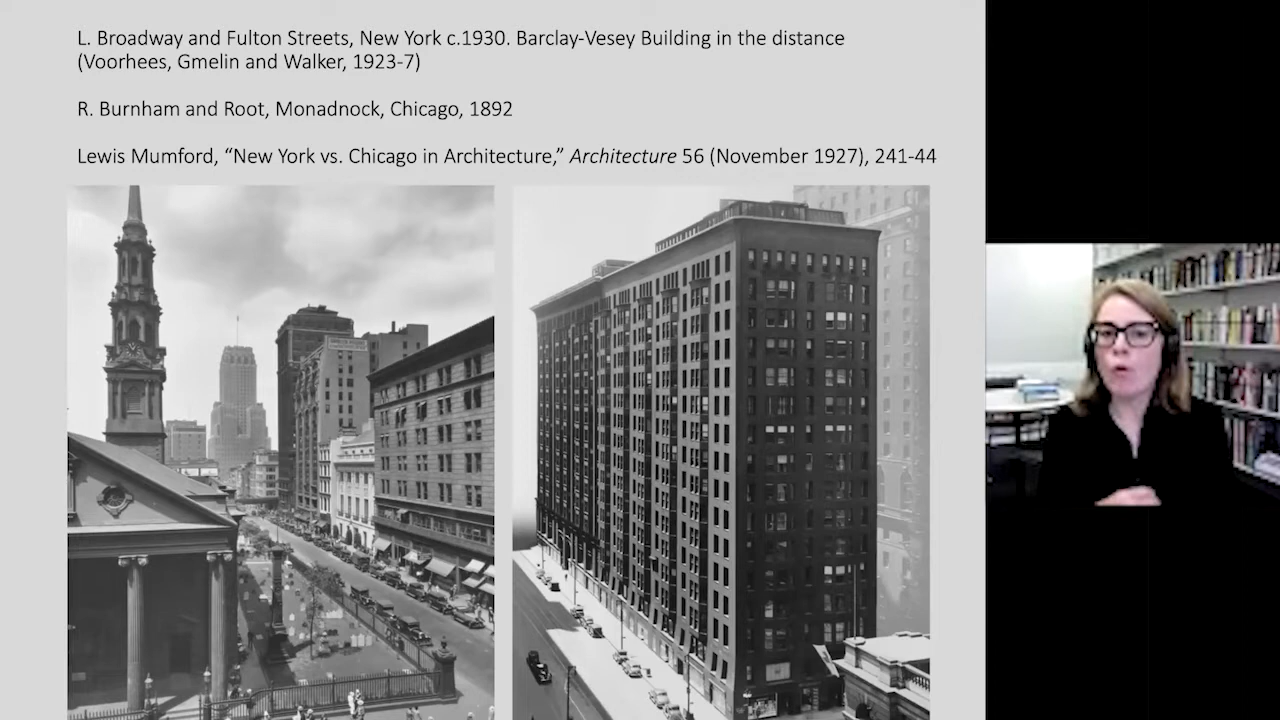 L. Broadway and Fulton Streets, New York c.1930. Barclay-Vesey Building in the distance
(Voorhees, Gmelin and Walker, 1923-7)
R. Burnham and Root, Monadnock, Chicago, 1892
Lewis Mumford, “New York vs. Chicago in Architecture,” Architecture 56 (November 1927), 241-44